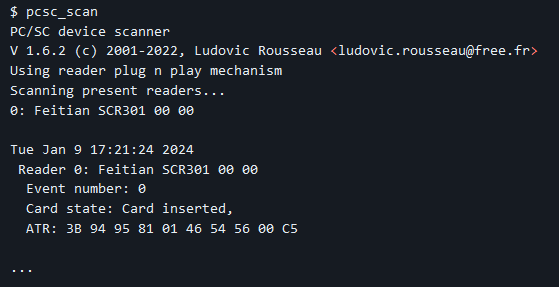 $ pcsc_scan
PC/SC device scanner
V 1.6.2 (c) 2001-2022, Ludovic Rousseau <ludovic.rousseau@free.fr>
Using reader plug n play mechanism
Scanning present readers...
0: Feitian SCR301 00 00

Tue Jan 9 17:21:24 2024
 Reader 0: Feitian SCR301 00 00
  Event number: 0
  Card state: Card inserted,
  ATR: 3B 94 95 81 01 46 54 56 00 C5

...